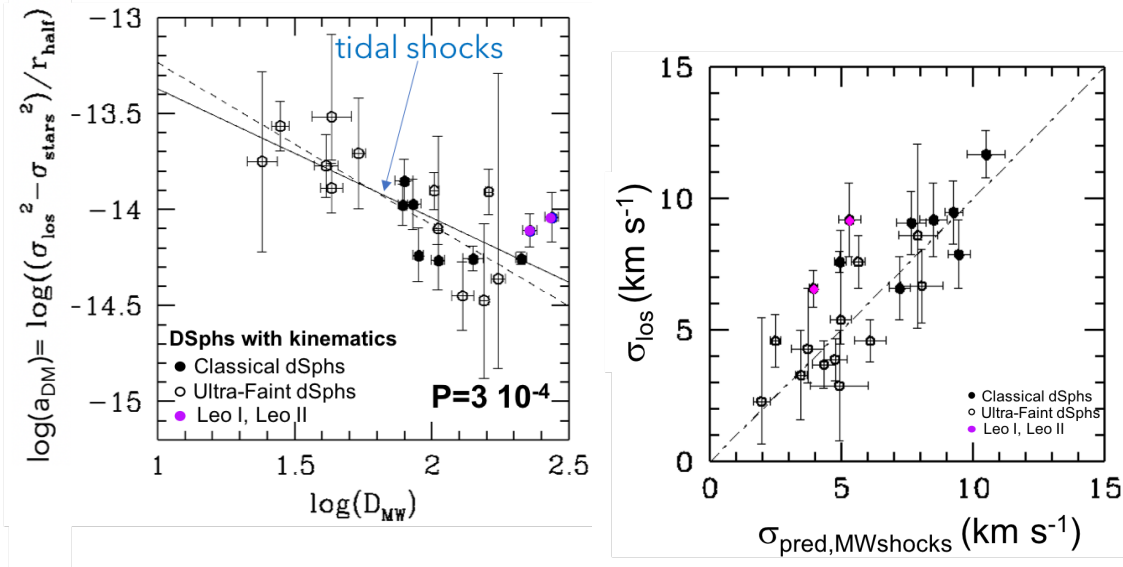 -13
-13.5
-14
-14.5
-15
log(a_DM)= log((σ_los² − σ_stars²)/r_half)
tidal shocks
DSphs with kinematics
Classical dSphs
Ultra-Faint dSphs
Leo I, Leo II
P=3 10⁻⁴
1
1.5
2
2.5
log(D_MW)
15
10
5
0
σ_los (km s⁻¹)
Classical dSphs
Ultra-Faint dSphs
Leo I, Leo II
0
5
10
15
σ_pred,MWshocks (km s⁻¹)